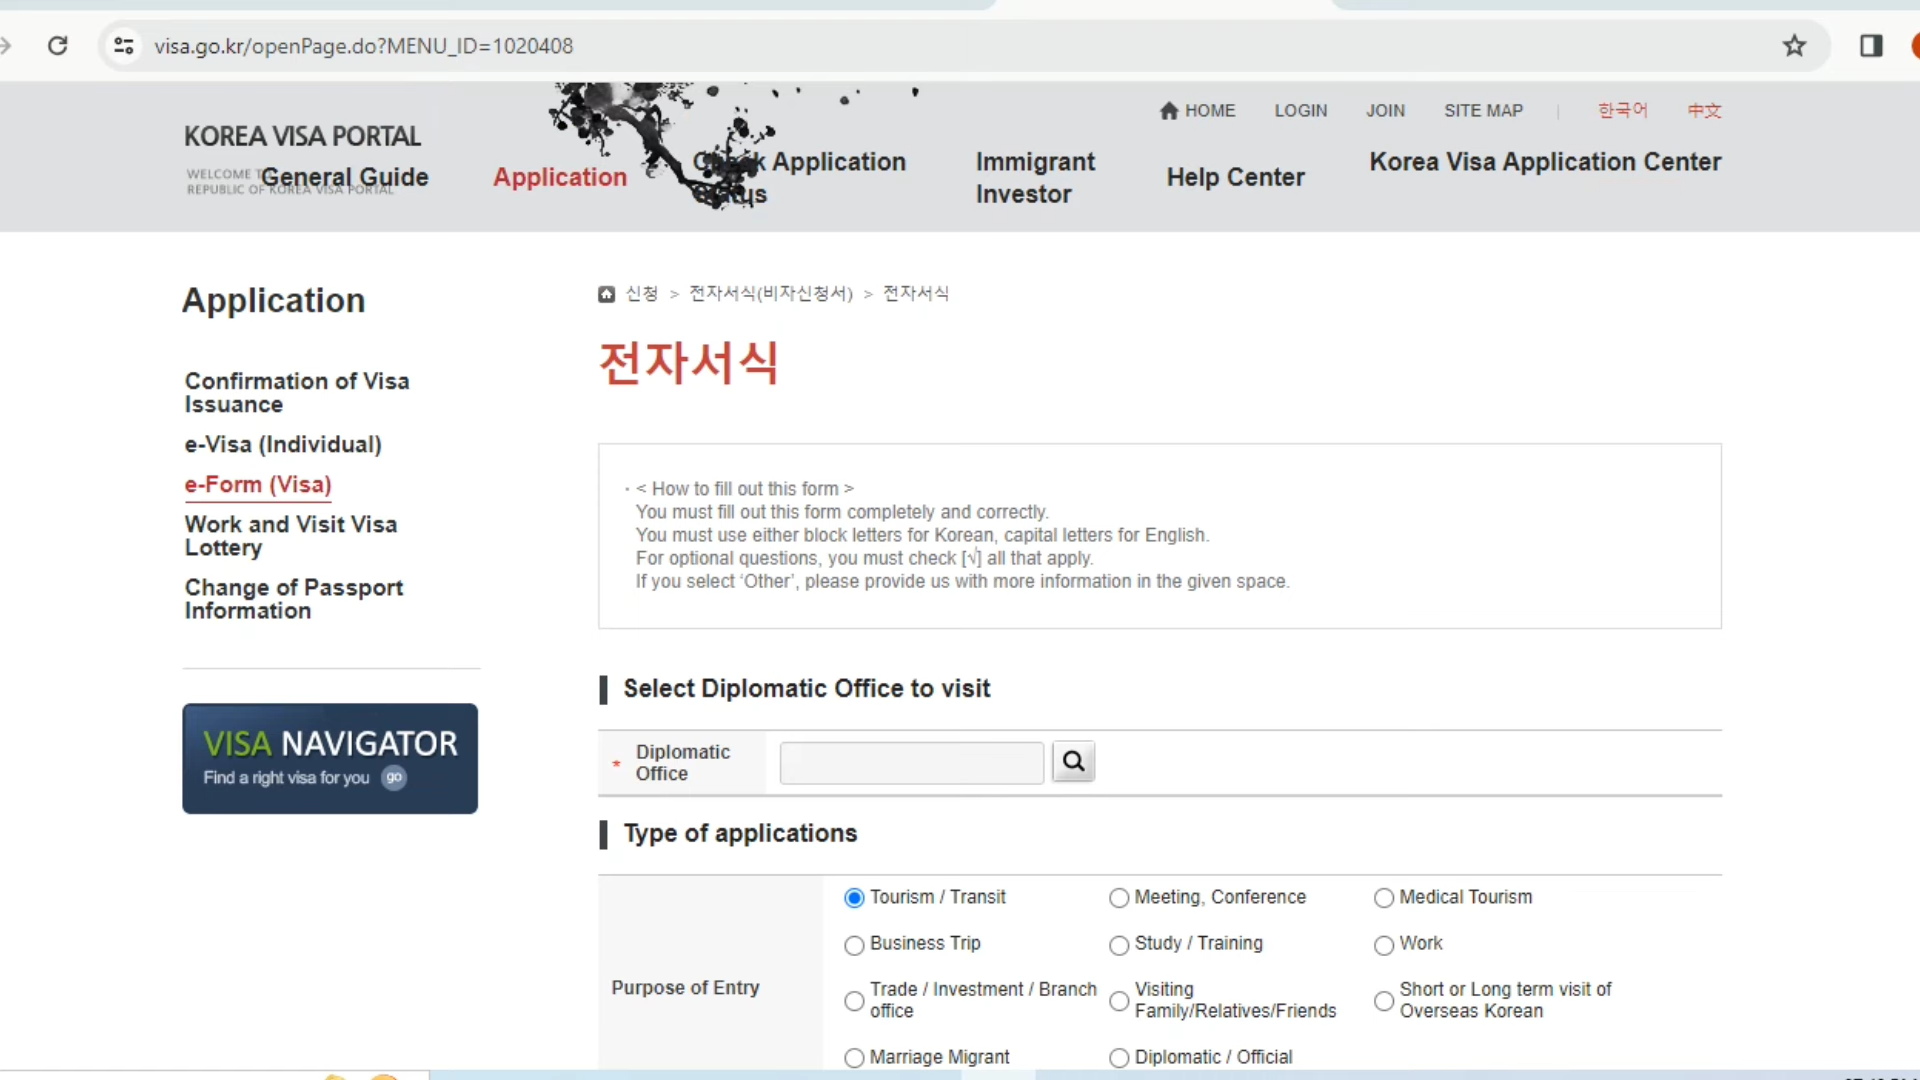 visa.go.kr/openPage.do?MENU_ID=1020408
HOME LOGIN JOIN SITE MAP 한국어 中文
KOREA VISA PORTAL
WELCOME
REPUBLIC OF KOREA VISA PORTAL
General Guide
Application
Check Application
Status
Immigrant
Investor
Help Center
Korea Visa Application Center
Application
Confirmation of Visa
Issuance
e-Visa (Individual)
e-Form (Visa)
Work and Visit Visa
Lottery
Change of Passport
Information
VISA NAVIGATOR
Find a right visa for you go
신청 > 전자서식(비자신청서) > 전자서식
전자서식
· < How to fill out this form >
You must fill out this form completely and correctly.
You must use either block letters for Korean, capital letters for English.
For optional questions, you must check [√] all that apply.
If you select ‘Other’, please provide us with more information in the given space.
Select Diplomatic Office to visit
* Diplomatic
Office
Type of applications
Purpose of Entry
Tourism / Transit
Meeting, Conference
Medical Tourism
Business Trip
Study / Training
Work
Trade / Investment / Branch
office
Visiting
Family/Relatives/Friends
Short or Long term visit of
Overseas Korean
Marriage Migrant
Diplomatic / Official